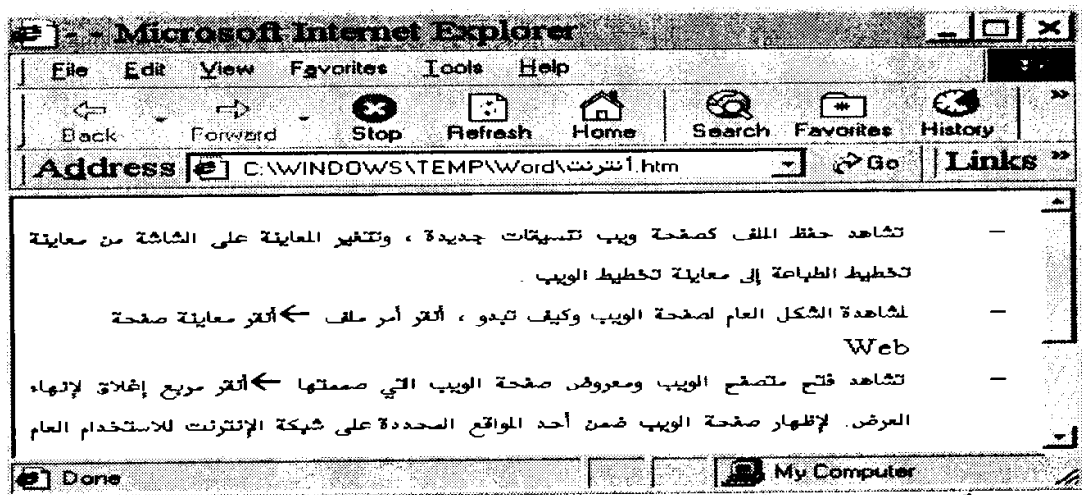 - - Microsoft Internet Explorer
File Edit View Favorites Tools Help
Back Forward Stop Refresh Home Search Favorites History »
Address C:\WINDOWS\TEMP\Word\أنترنت.htm Go Links »
– تشاهد حفظ الملف كصفحة ويب تنسيقات جديدة ، وتتغير المعاينة على الشاشة من معاينة
تخطيط الطباعة إلى معاينة تخطيط الويب .
– لمشاهدة الشكل العام لصفحة الويب وكيف تبدو ، أنقر أمر ملف ← أنقر معاينة صفحة
Web
– تشاهد فتح متصفح الويب ومعروض صفحة الويب التي صممتها ← أنقر مربع إغلاق لإنهاء
العرض. لإظهار صفحة الويب ضمن أحد المواقع المحددة على شبكة الإنترنت للاستخدام العام
Done My Computer